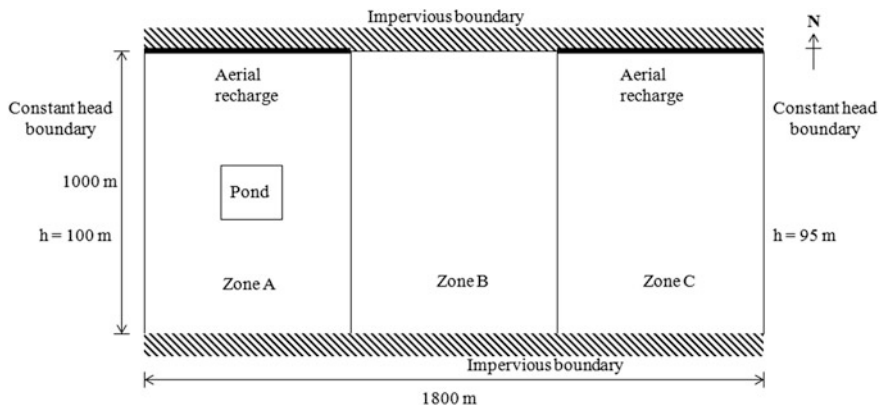 Impervious boundary
N
Aerial
recharge
Aerial
recharge
Constant head
boundary
Constant head
boundary
1000 m
Pond
h = 100 m
h = 95 m
Zone A
Zone B
Zone C
Impervious boundary
1800 m